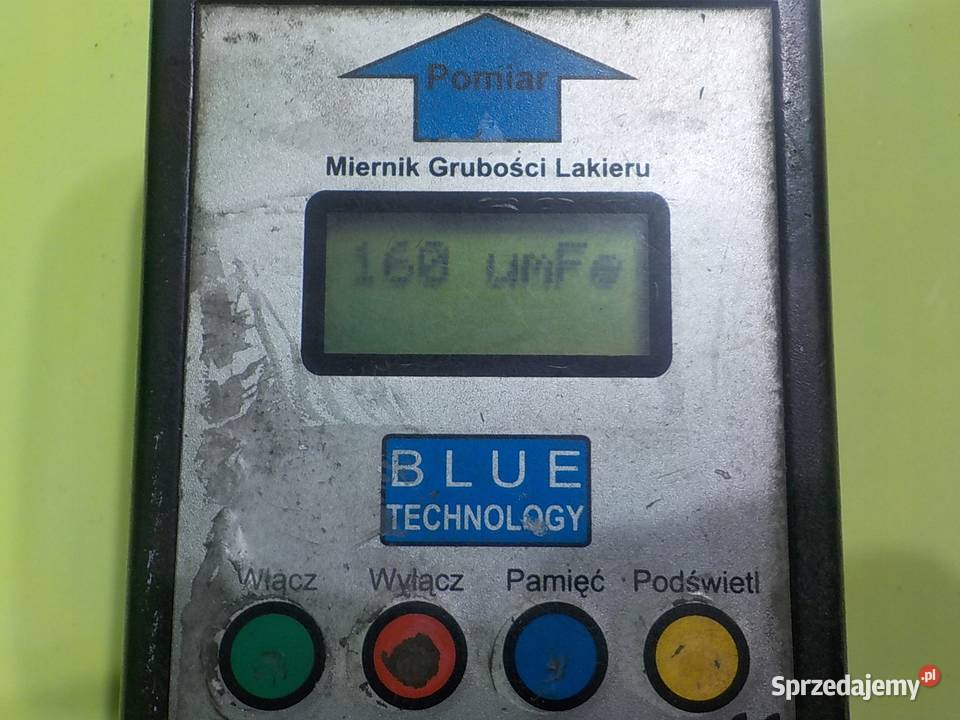 Pomiar
Miernik Grubości Lakieru
160 umFe
BLUE
TECHNOLOGY
Włącz Wyłącz Pamięć Podświetl
Sprzedajemy.pl